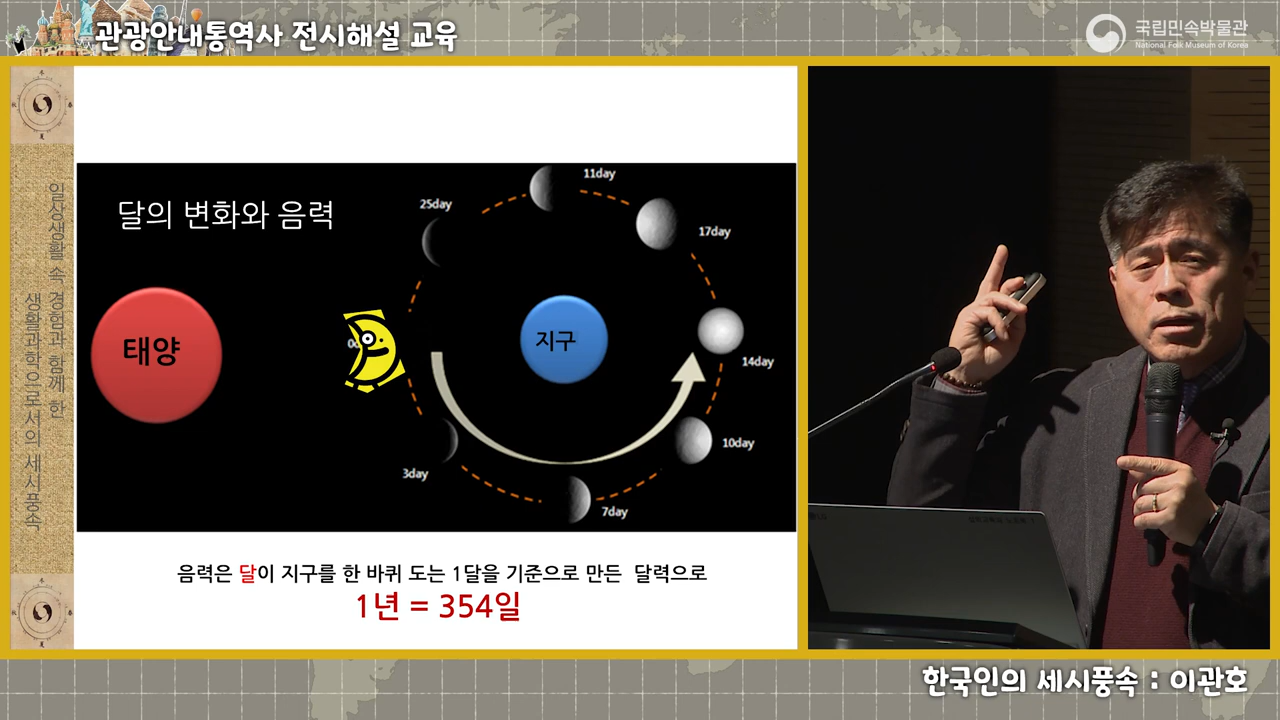 관광안내통역사 전시해설 교육
국립민속박물관
National Folk Museum of Korea
일상생활 속 경험과 함께 한
생활과학으로서의 세시풍속
달의 변화와 음력
11day
25day
17day
태양
지구
14day
10day
3day
7day
음력은 달이 지구를 한 바퀴 도는 1달을 기준으로 만든 달력으로
1년 = 354일
한국인의 세시풍속 : 이관호